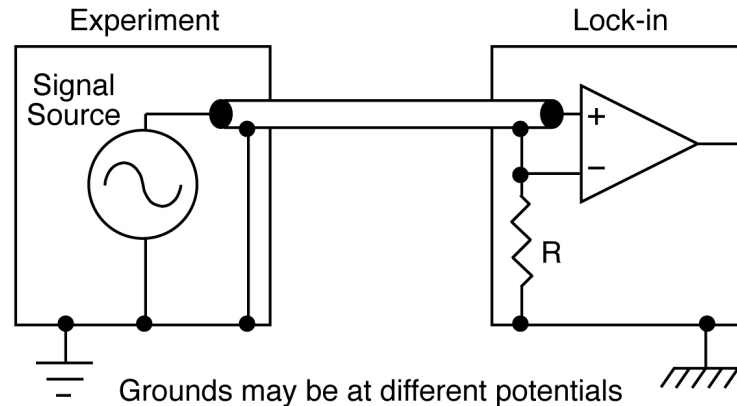 Experiment
Lock-in
Signal
Source
+
−
R
Grounds may be at different potentials